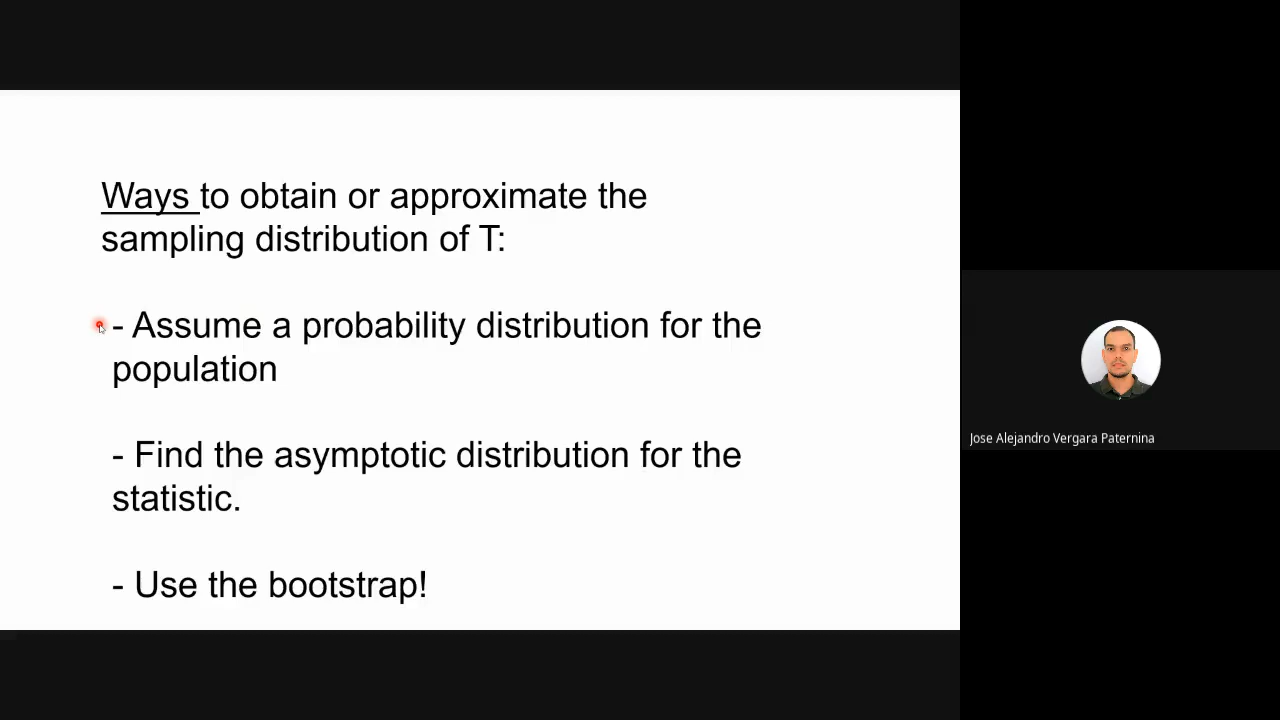 Ways to obtain or approximate the
sampling distribution of T:
- Assume a probability distribution for the
population
- Find the asymptotic distribution for the
statistic.
- Use the bootstrap!
Jose Alejandro Vergara Paternina